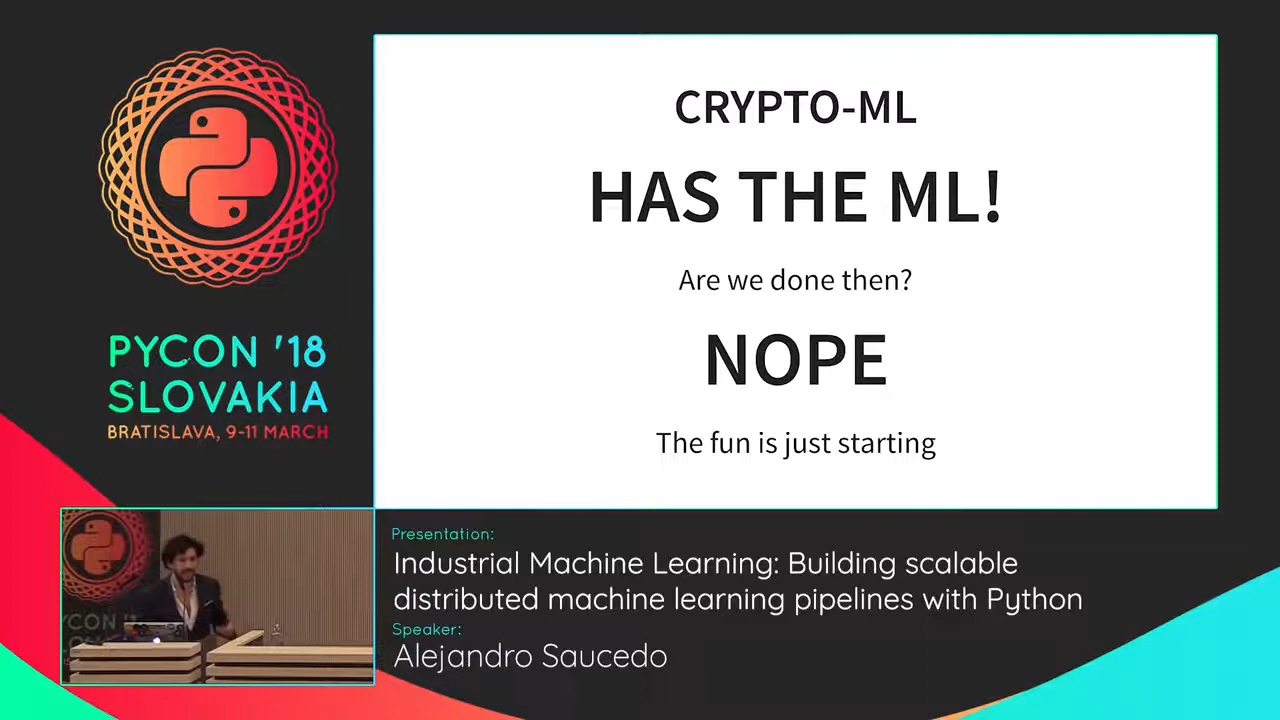 CRYPTO-ML
HAS THE ML!
Are we done then?
NOPE
The fun is just starting
PYCON '18
SLOVAKIA
BRATISLAVA, 9-11 MARCH
Presentation:
Industrial Machine Learning: Building scalable
distributed machine learning pipelines with Python
Speaker:
Alejandro Saucedo